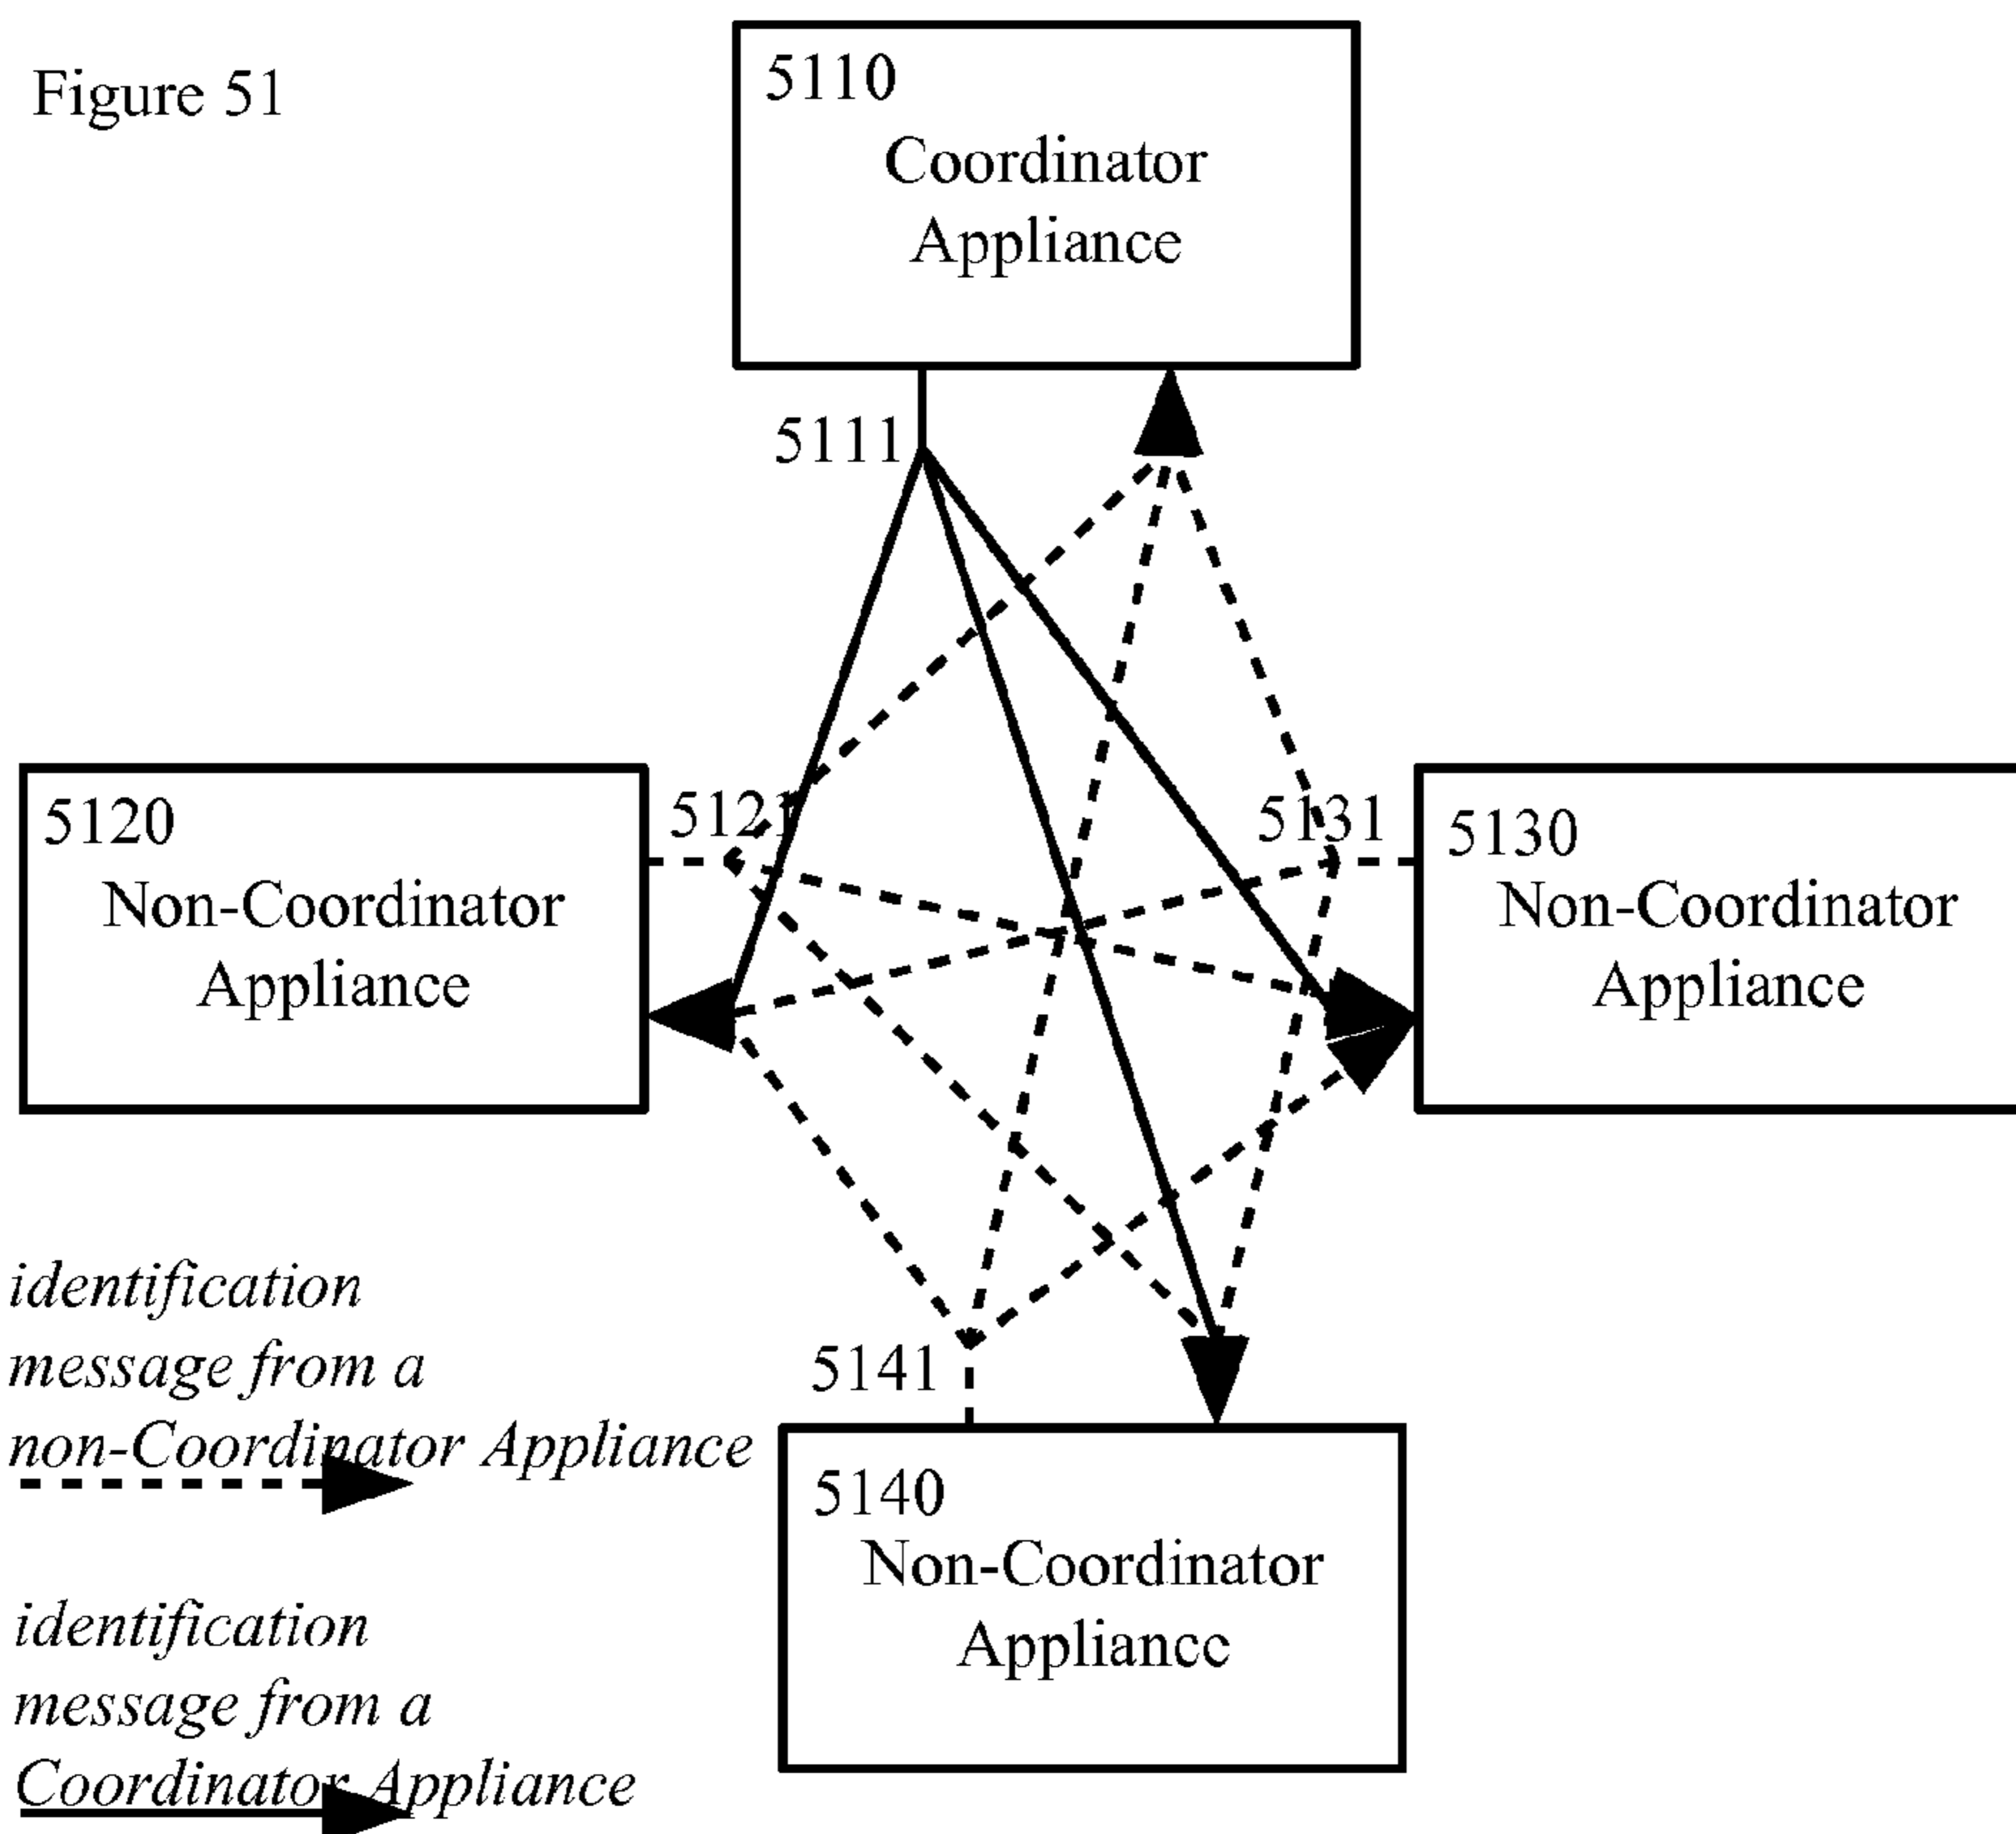 Figure 51
5110
Coordinator
Appliance
5111
5120
Non-Coordinator
Appliance
5121
5131
5130
Non-Coordinator
Appliance
identification
message from a
non-Coordinator Appliance
5141
5140
Non-Coordinator
Appliance
identification
message from a
Coordinator Appliance